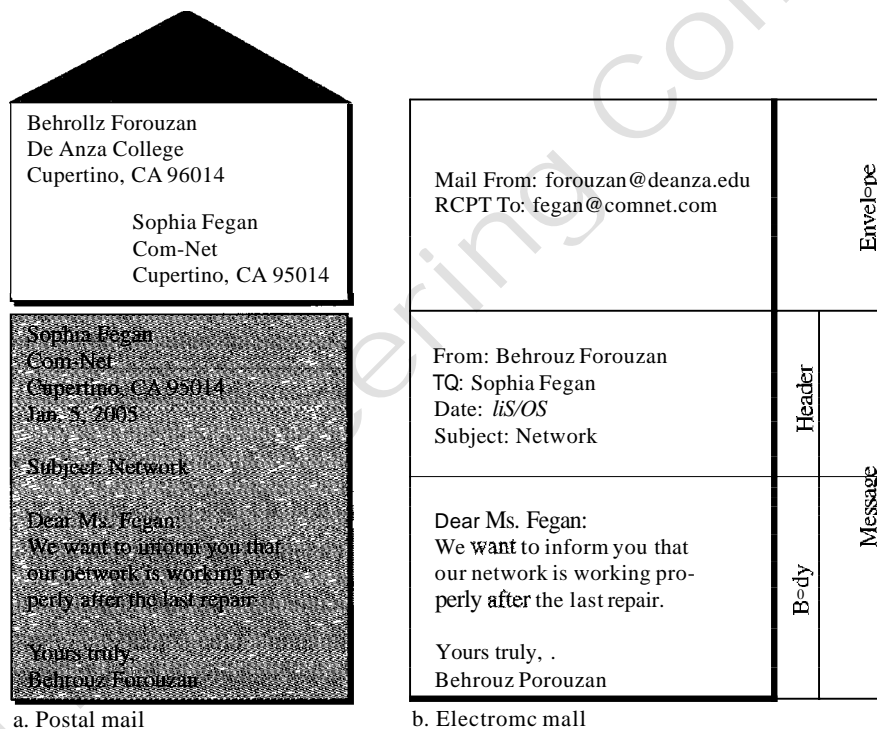 Behrollz Forouzan
De Anza College
Cupertino, CA 96014
Sophia Fegan
Com-Net
Cupertino, CA 95014
Sophia Fegan
Com-Net
Cupertino, CA 95014
Jan. 5, 2005
Subject: Network
Dear Ms. Fegan:
We want to inform you that
our network is working pro-
perly after the last repair.
Yours truly,
Behrouz Forouzan
a. Postal mail
Mail From: forouzan@deanza.edu
RCPT To: fegan@comnet.com
Envelope
From: Behrouz Forouzan
TQ: Sophia Fegan
Date: liS/OS
Subject: Network
Header
Dear Ms. Fegan:
We want to inform you that
our network is working pro-
perly after the last repair.
Yours truly, .
Behrouz Porouzan
Body
Message
b. Electromc mall
eering Com